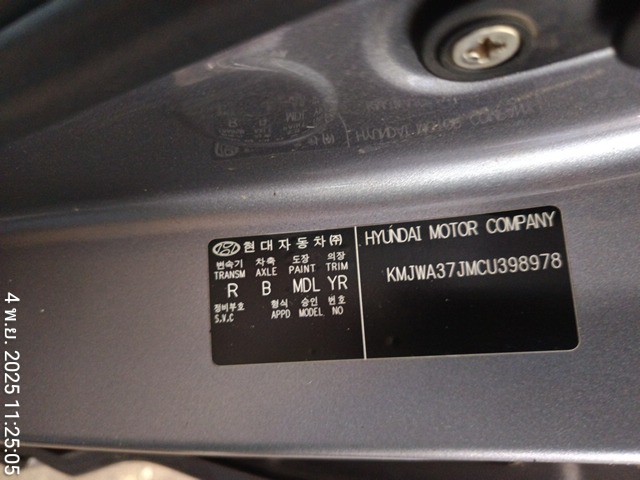 현대자동차㈜
변속기 차축 도장 의장
TRANSM AXLE PAINT TRIM
R B MDL YR
정비부호 형식 승인 번호
S.V.C APPD MODEL NO
HYUNDAI MOTOR COMPANY
KMJWA37JMCU398978
4 พ.ย. 2025 11:25:05